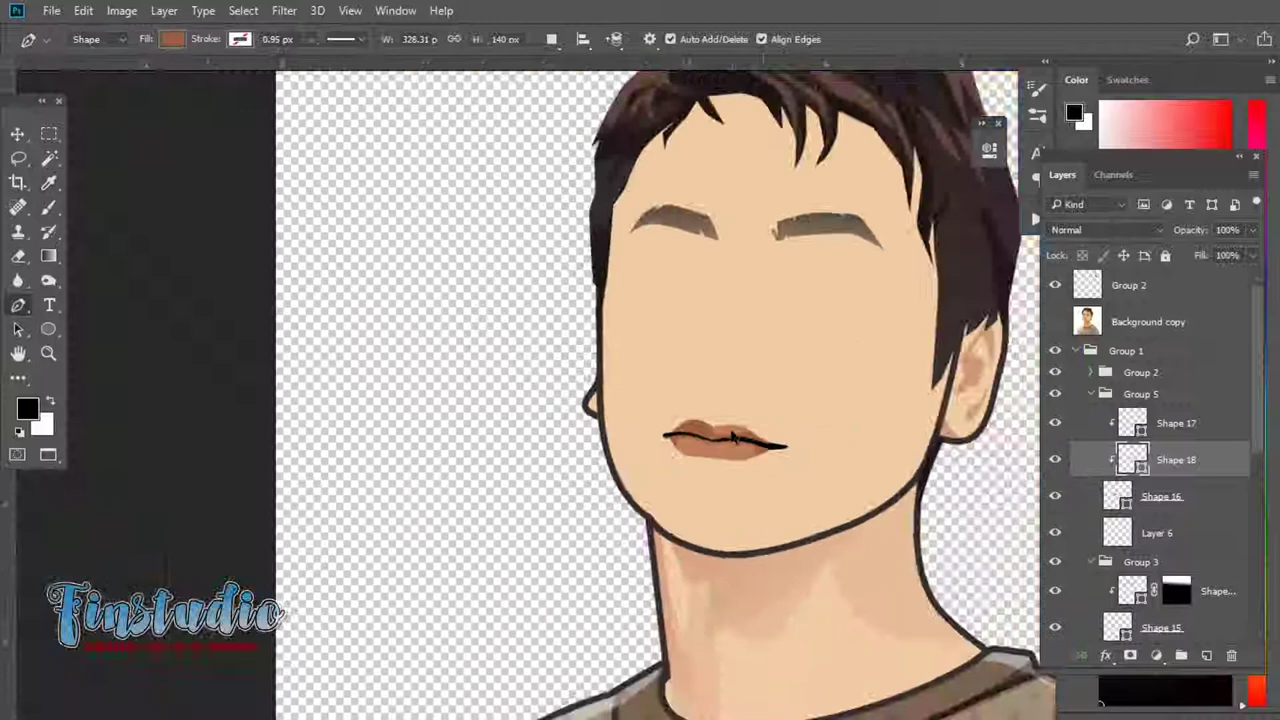 Ps File Edit Image Layer Type Select Filter 3D View Window Help
Shape Fill: Stroke: 0.95 px W: 328.31 p H: 140 px Auto Add/Delete Align Edges
Color Swatches
Layers Channels
Kind
Normal Opacity: 100%
Lock: Fill: 100%
Group 2
Background copy
Group 1
Group 2
Group 5
Shape 17
Shape 18
Shape 16
Layer 6
Group 3
Shape...
Shape 15
Finstudio